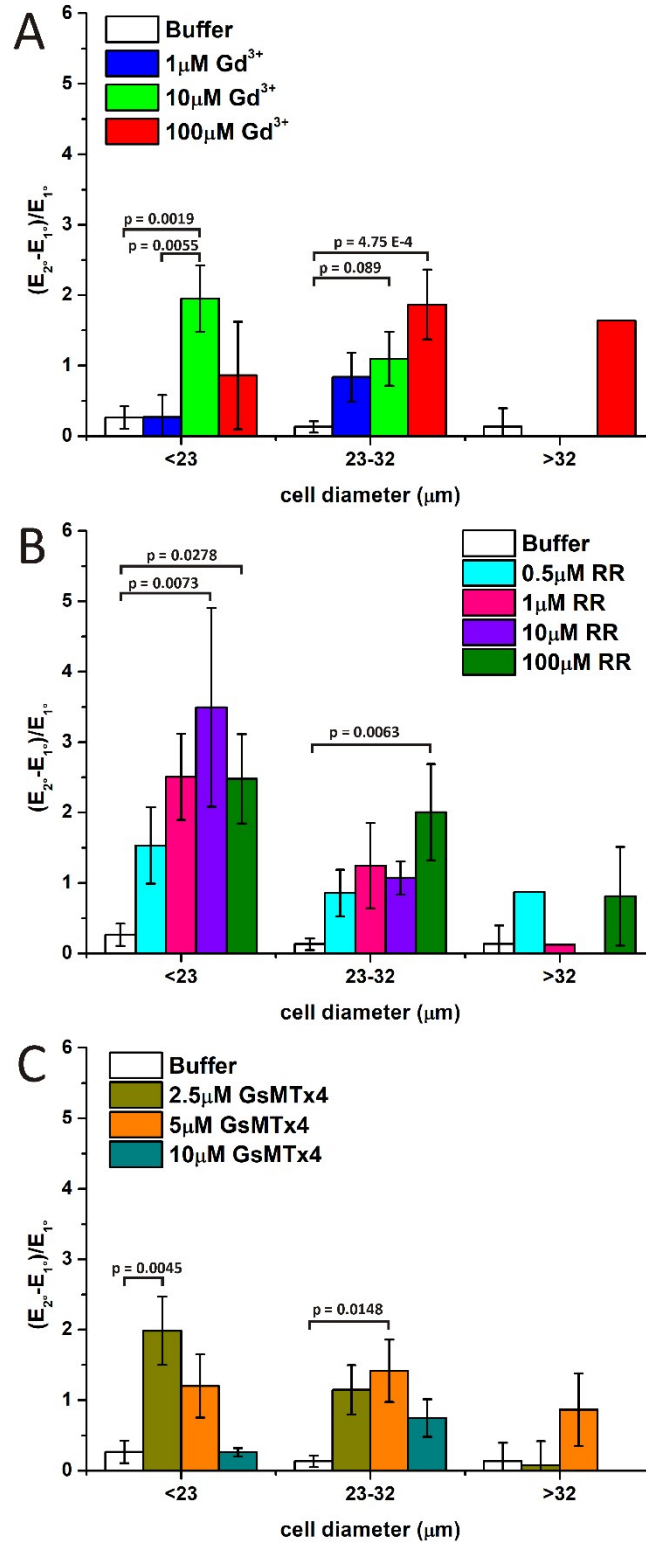 A
Buffer
1μM Gd³⁺
10μM Gd³⁺
100μM Gd³⁺
(E₂°-E₁°)/E₁°
6
5
4
3
2
1
0
p = 0.0019
p = 0.0055
p = 4.75 E-4
p = 0.089
<23
23-32
>32
cell diameter (μm)
B
Buffer
0.5μM RR
1μM RR
10μM RR
100μM RR
(E₂°-E₁°)/E₁°
6
5
4
3
2
1
0
p = 0.0278
p = 0.0073
p = 0.0063
<23
23-32
>32
cell diameter (μm)
C
Buffer
2.5μM GsMTx4
5μM GsMTx4
10μM GsMTx4
(E₂°-E₁°)/E₁°
6
5
4
3
2
1
0
p = 0.0045
p = 0.0148
<23
23-32
>32
cell diameter (μm)